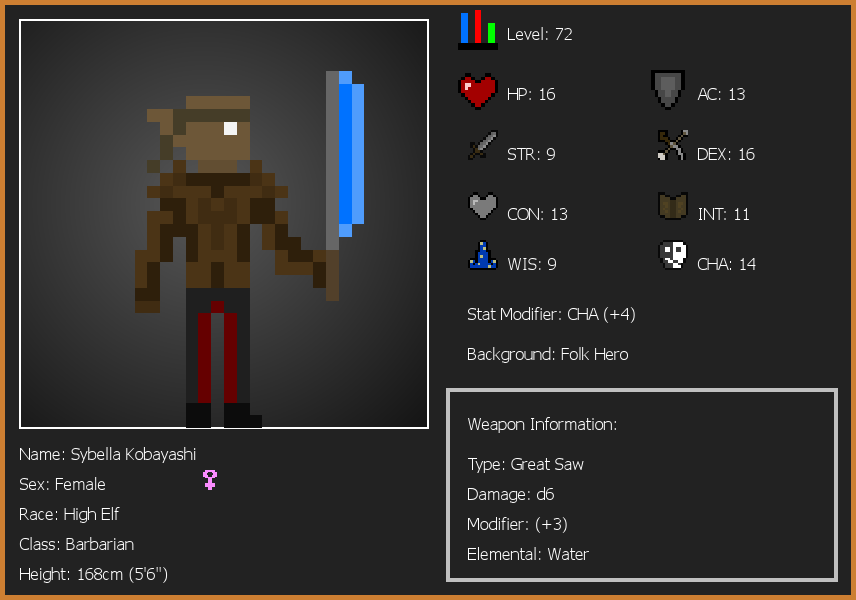 Level: 72
HP: 16
AC: 13
STR: 9
DEX: 16
CON: 13
INT: 11
WIS: 9
CHA: 14
Stat Modifier: CHA (+4)
Background: Folk Hero
Weapon Information:
Type: Great Saw
Damage: d6
Modifier: (+3)
Elemental: Water
Name: Sybella Kobayashi
Sex: Female
Race: High Elf
Class: Barbarian
Height: 168cm (5'6")